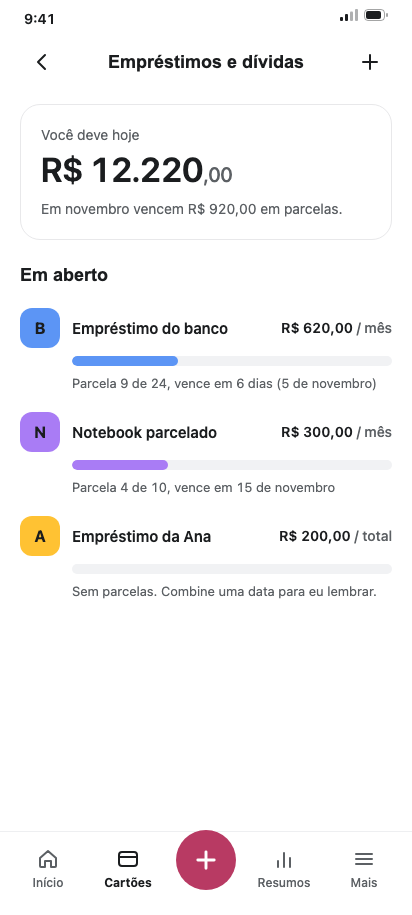 9:41
Empréstimos e dívidas
Você deve hoje
R$ 12.220,00
Em novembro vencem R$ 920,00 em parcelas.
Em aberto
B
Empréstimo do banco
R$ 620,00 / mês
Parcela 9 de 24, vence em 6 dias (5 de novembro)
N
Notebook parcelado
R$ 300,00 / mês
Parcela 4 de 10, vence em 15 de novembro
A
Empréstimo da Ana
R$ 200,00 / total
Sem parcelas. Combine uma data para eu lembrar.
Início
Cartões
Resumos
Mais